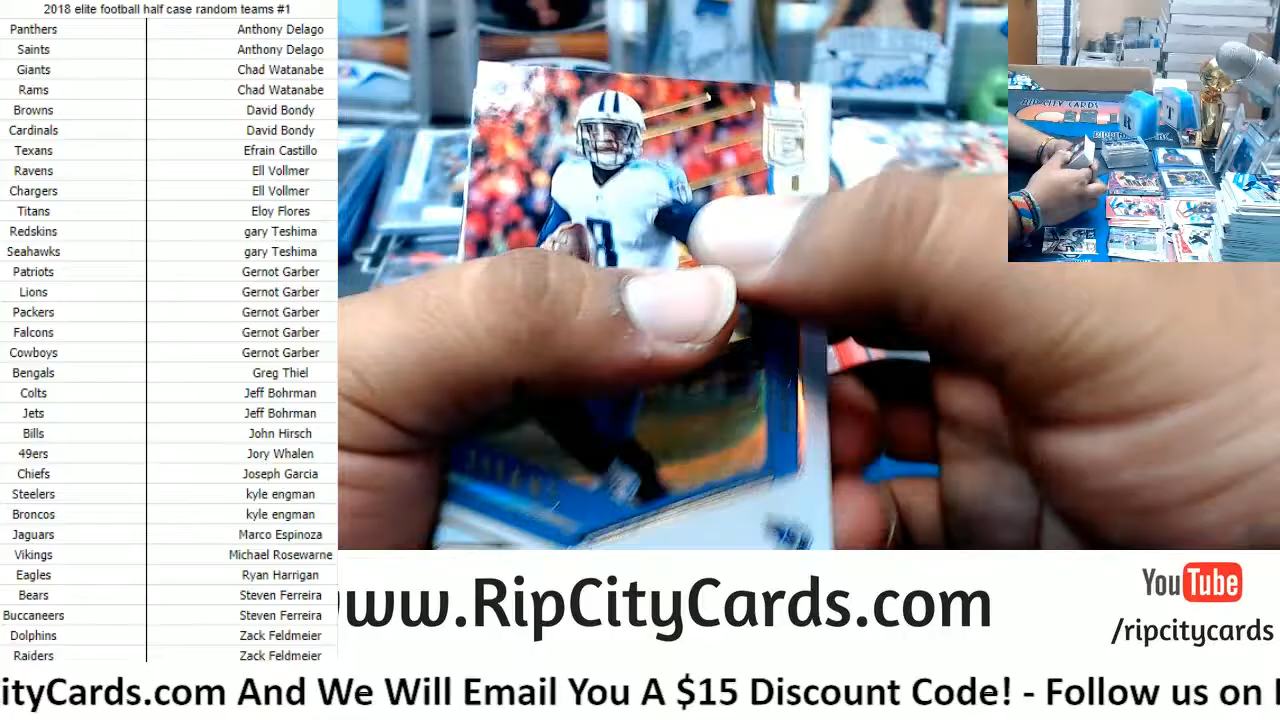 2018 elite football half case random teams #1
Panthers Anthony Delago
Saints Anthony Delago
Giants Chad Watanabe
Rams Chad Watanabe
Browns David Bondy
Cardinals David Bondy
Texans Efrain Castillo
Ravens Ell Vollmer
Chargers Ell Vollmer
Titans Eloy Flores
Redskins gary Teshima
Seahawks gary Teshima
Patriots Gernot Garber
Lions Gernot Garber
Packers Gernot Garber
Falcons Gernot Garber
Cowboys Gernot Garber
Bengals Greg Thiel
Colts Jeff Bohrman
Jets Jeff Bohrman
Bills John Hirsch
49ers Jory Whalen
Chiefs Joseph Garcia
Steelers kyle engman
Broncos kyle engman
Jaguars Marco Espinoza
Vikings Michael Rosewarne
Eagles Ryan Harrigan
Bears Steven Ferreira
Buccaneers Steven Ferreira
Dolphins Zack Feldmeier
Raiders Zack Feldmeier
RIP CITY CARDS
R T
ww.RipCityCards.com
YouTube
/ripcitycards
ityCards.com And We Will Email You A $15 Discount Code! - Follow us on